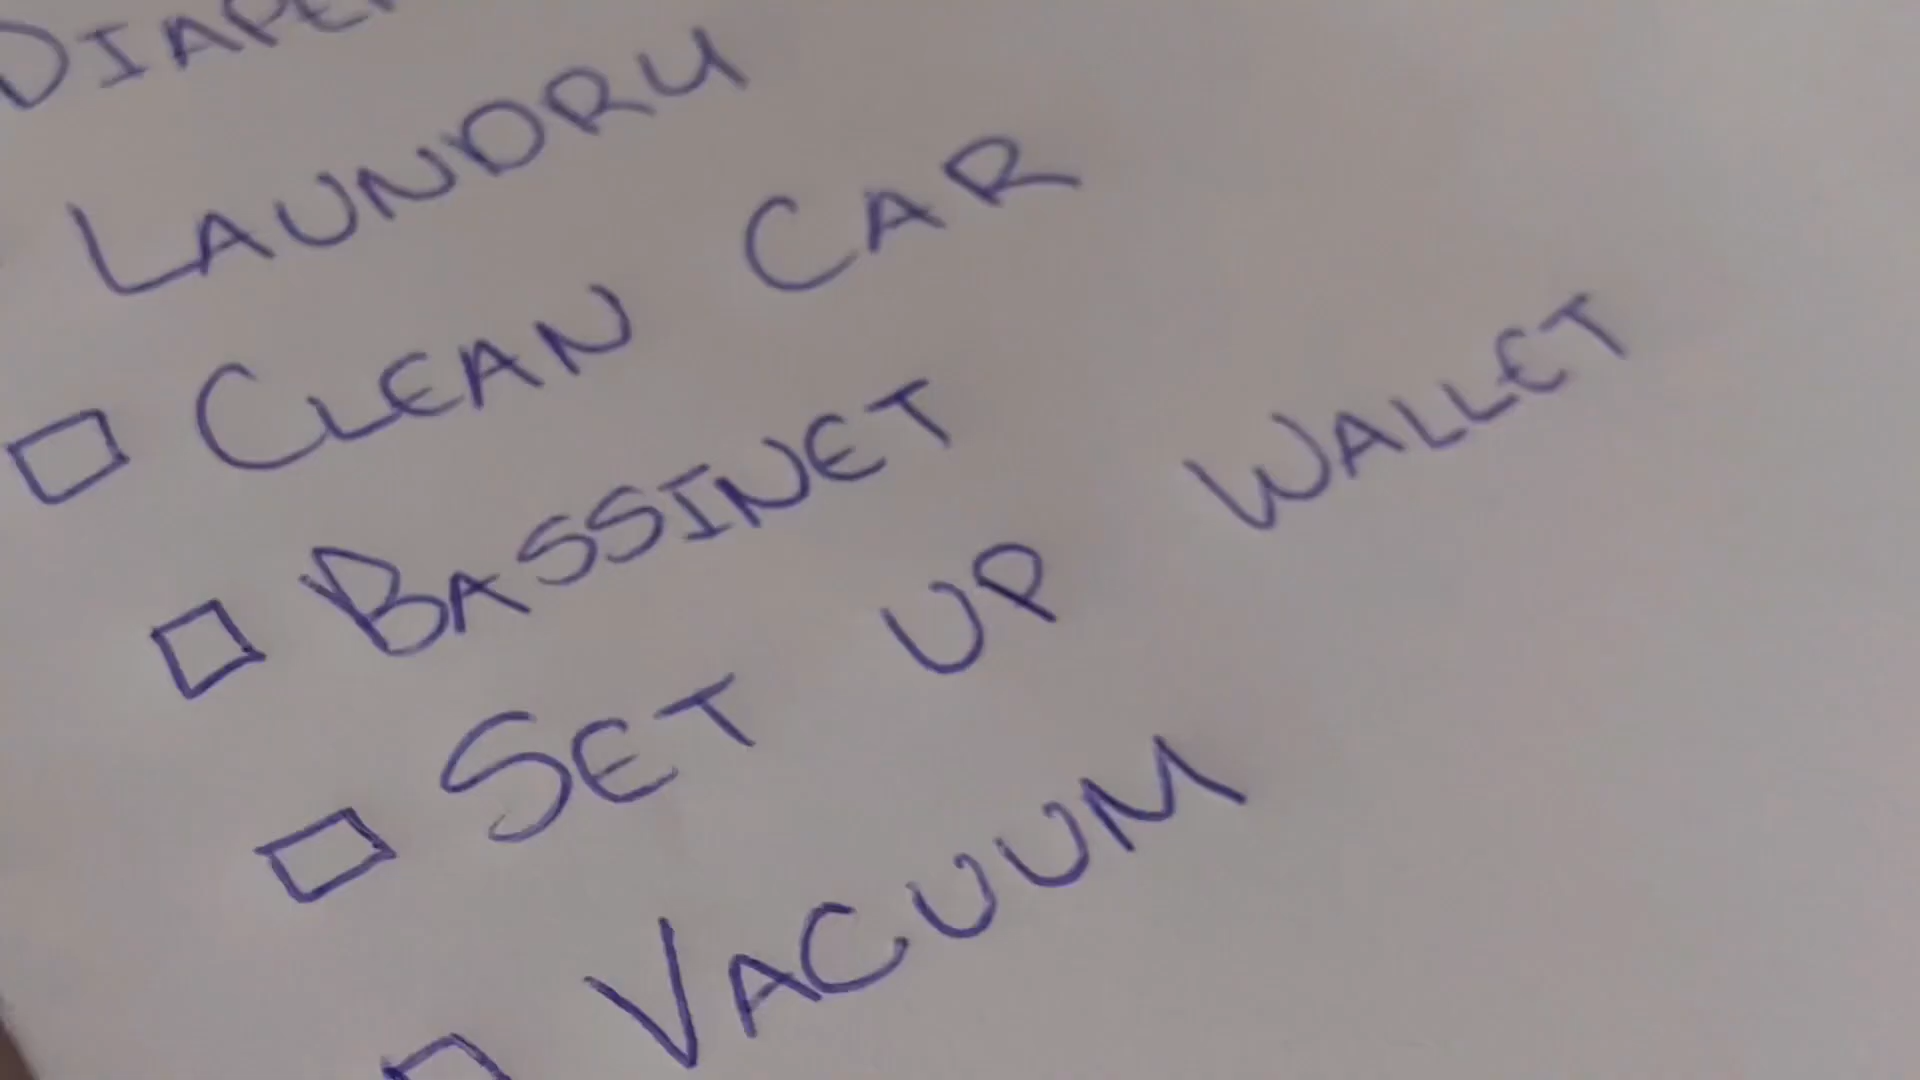 LAUNDRY
CLEAN CAR
BASSINET
SET UP WALLET
VACUUM